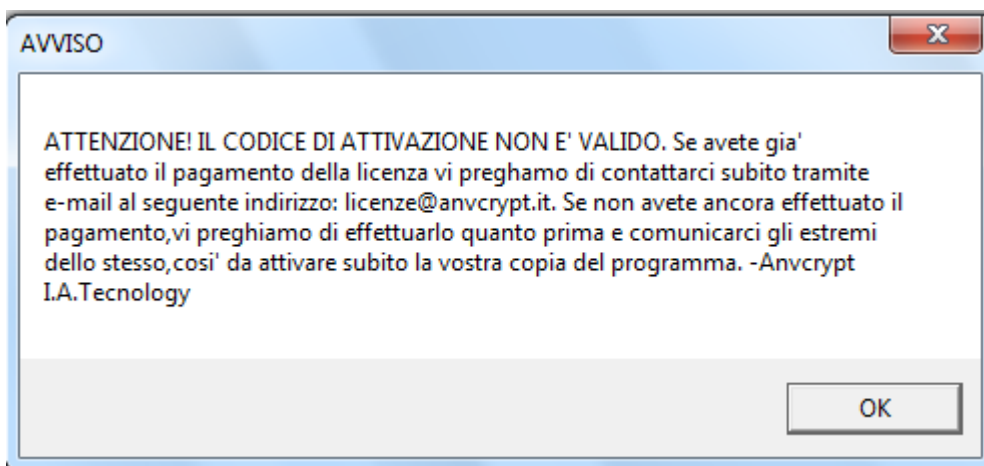 AVVISO
ATTENZIONE! IL CODICE DI ATTIVAZIONE NON E' VALIDO. Se avete gia'
effettuato il pagamento della licenza vi preghamo di contattarci subito tramite
e-mail al seguente indirizzo: licenze@anvcrypt.it. Se non avete ancora effettuato il
pagamento,vi preghiamo di effettuarlo quanto prima e comunicarci gli estremi
dello stesso,cosi' da attivare subito la vostra copia del programma. -Anvcrypt
I.A.Tecnology
OK